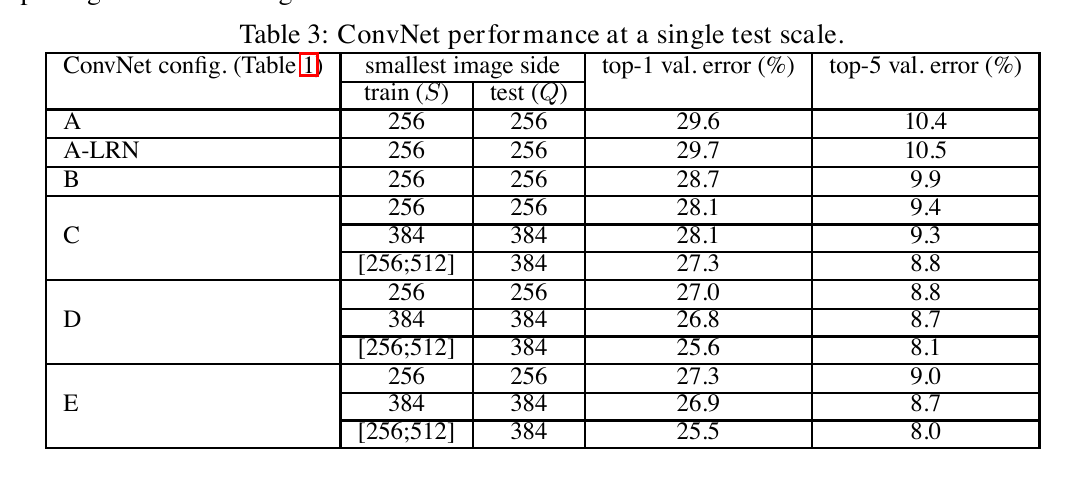 Table 3: ConvNet performance at a single test scale.
ConvNet config. (Table 1) smallest image side top-1 val. error (%) top-5 val. error (%)
train (S) test (Q)
A 256 256 29.6 10.4
A-LRN 256 256 29.7 10.5
B 256 256 28.7 9.9
256 256 28.1 9.4
C 384 384 28.1 9.3
[256;512] 384 27.3 8.8
256 256 27.0 8.8
D 384 384 26.8 8.7
[256;512] 384 25.6 8.1
256 256 27.3 9.0
E 384 384 26.9 8.7
[256;512] 384 25.5 8.0